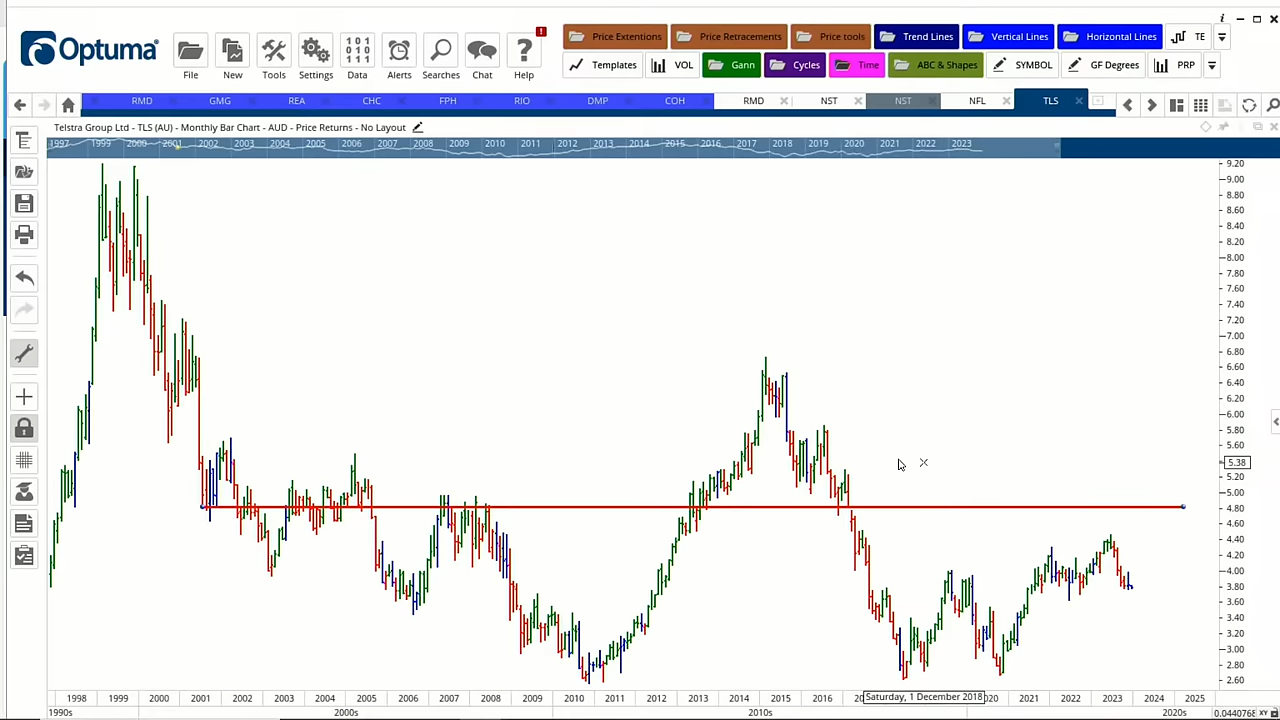 Optuma
File
New
Tools
Settings
Data
Alerts
Searches
Chat
Help
Price Extentions
Price Retracements
Price tools
Trend Lines
Vertical Lines
Horizontal Lines
TE
Templates
VOL
Gann
Cycles
Time
ABC & Shapes
SYMBOL
GF Degrees
PRP
RMD GMG REA CHC FPH RIO DMP COH RMD NST NST NFL TLS
Telstra Group Ltd - TLS (AU) - Monthly Bar Chart - AUD - Price Returns - No Layout
1997 1999 2000 2001 2002 2003 2004 2005 2006 2007 2008 2009 2010 2011 2012 2013 2014 2015 2016 2017 2018 2019 2020 2021 2022 2023
9.20
9.00
8.80
8.60
8.40
8.20
8.00
7.80
7.60
7.40
7.20
7.00
6.80
6.60
6.40
6.20
6.00
5.80
5.60
5.38
5.20
5.00
4.80
4.60
4.40
4.20
4.00
3.80
3.60
3.40
3.20
3.00
2.80
2.60
1998 1999 2000 2001 2002 2003 2004 2005 2006 2007 2008 2009 2010 2011 2012 2013 2014 2015 2016 Saturday, 1 December 2018 2021 2022 2023 2024 2025
1990s 2000s 2010s 2020s XY